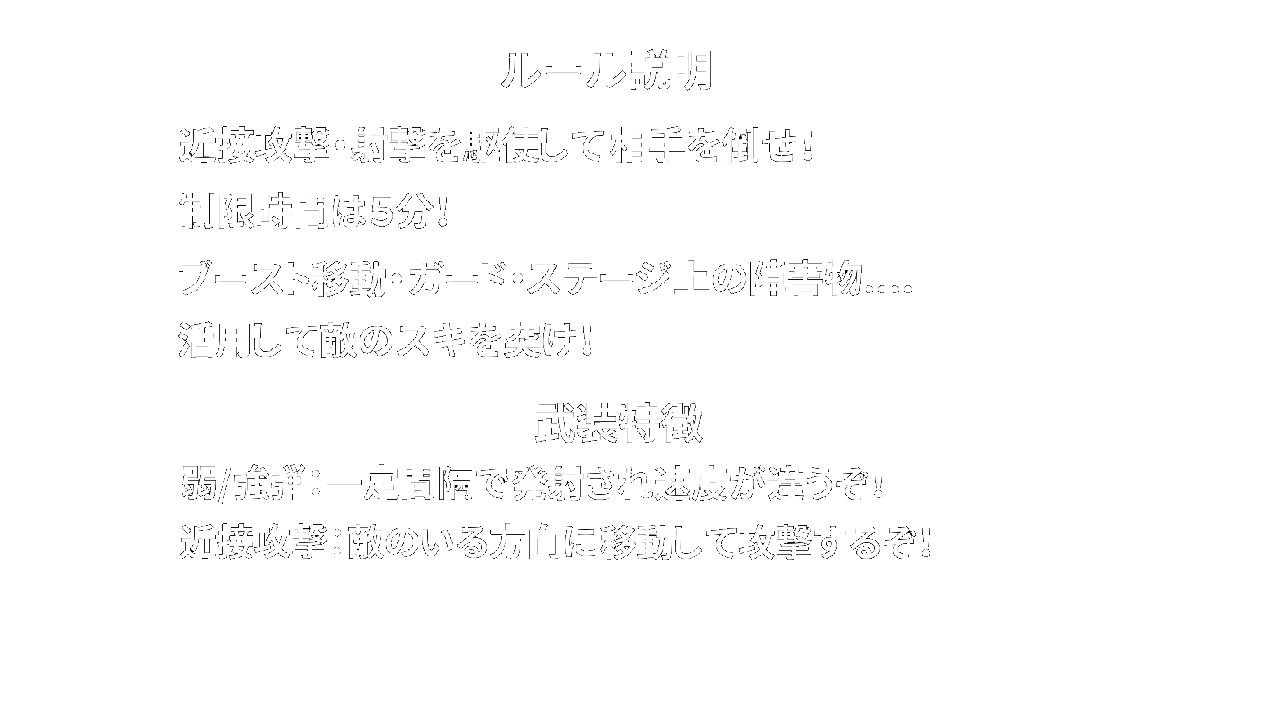 ルール説明
近接攻撃・射撃を駆使して相手を倒せ!
制限時間は5分!
ブースト移動・ガード・ステージ上の障害物....
活用して敵のスキを突け!
武装特徴
弱/強弾:一定間隔で発射され速度が違うぞ!
近接攻撃:敵のいる方向に移動して攻撃するぞ!